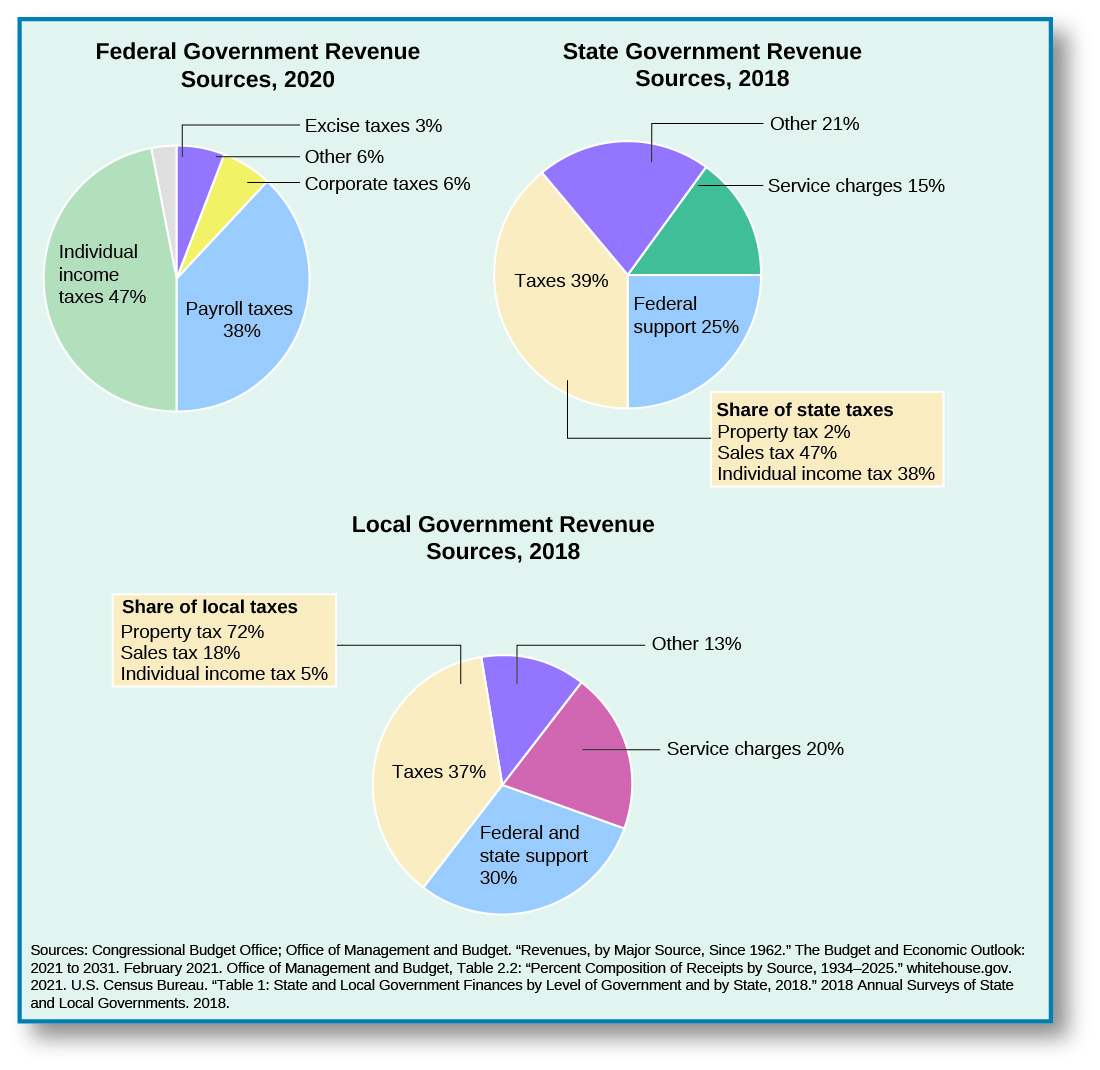 Federal Government Revenue
Sources, 2020
Excise taxes 3%
Other 6%
Corporate taxes 6%
Individual
income
taxes 47%
Payroll taxes
38%
State Government Revenue
Sources, 2018
Other 21%
Service charges 15%
Taxes 39%
Federal
support 25%
Share of state taxes
Property tax 2%
Sales tax 47%
Individual income tax 38%
Local Government Revenue
Sources, 2018
Share of local taxes
Property tax 72%
Sales tax 18%
Individual income tax 5%
Other 13%
Service charges 20%
Taxes 37%
Federal and
state support
30%
Sources: Congressional Budget Office; Office of Management and Budget. “Revenues, by Major Source, Since 1962.” The Budget and Economic Outlook:
2021 to 2031. February 2021. Office of Management and Budget, Table 2.2: “Percent Composition of Receipts by Source, 1934–2025.” whitehouse.gov.
2021. U.S. Census Bureau. “Table 1: State and Local Government Finances by Level of Government and by State, 2018.” 2018 Annual Surveys of State
and Local Governments. 2018.